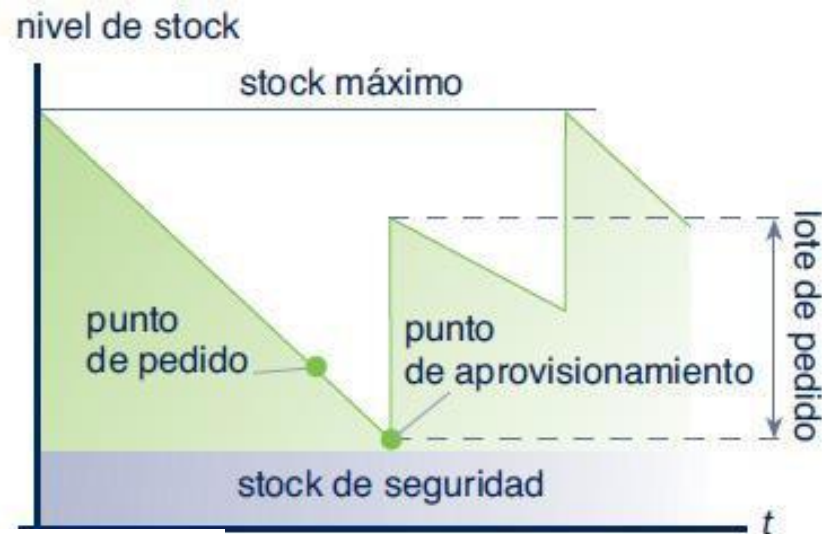 nivel de stock
stock máximo
punto
de pedido
punto
de aprovisionamiento
lote de pedido
stock de seguridad
t